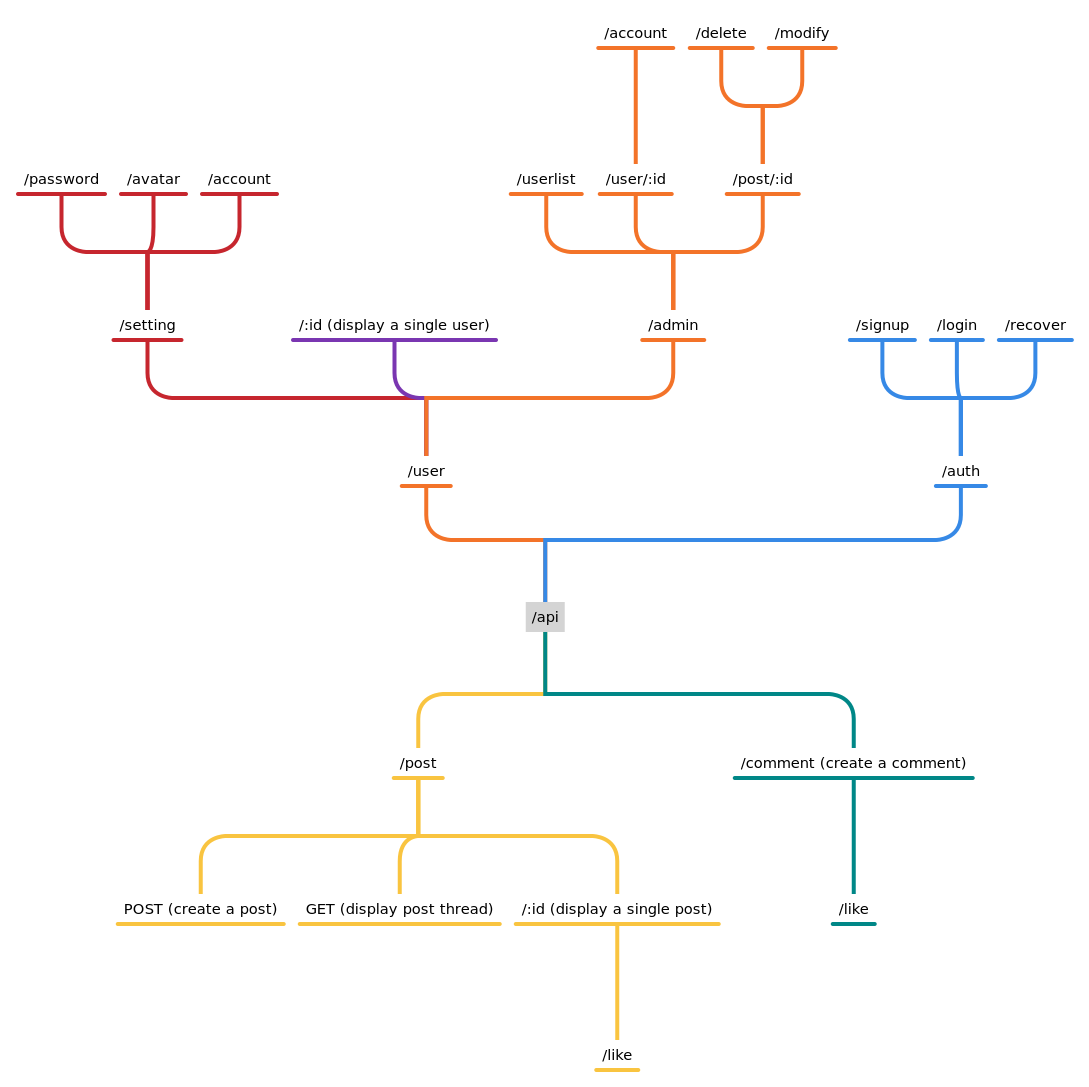 /account /delete /modify
/password /avatar /account /userlist /user/:id /post/:id
/setting /:id (display a single user) /admin /signup /login /recover
/user /auth
/api
/post /comment (create a comment)
POST (create a post) GET (display post thread) /:id (display a single post) /like
/like